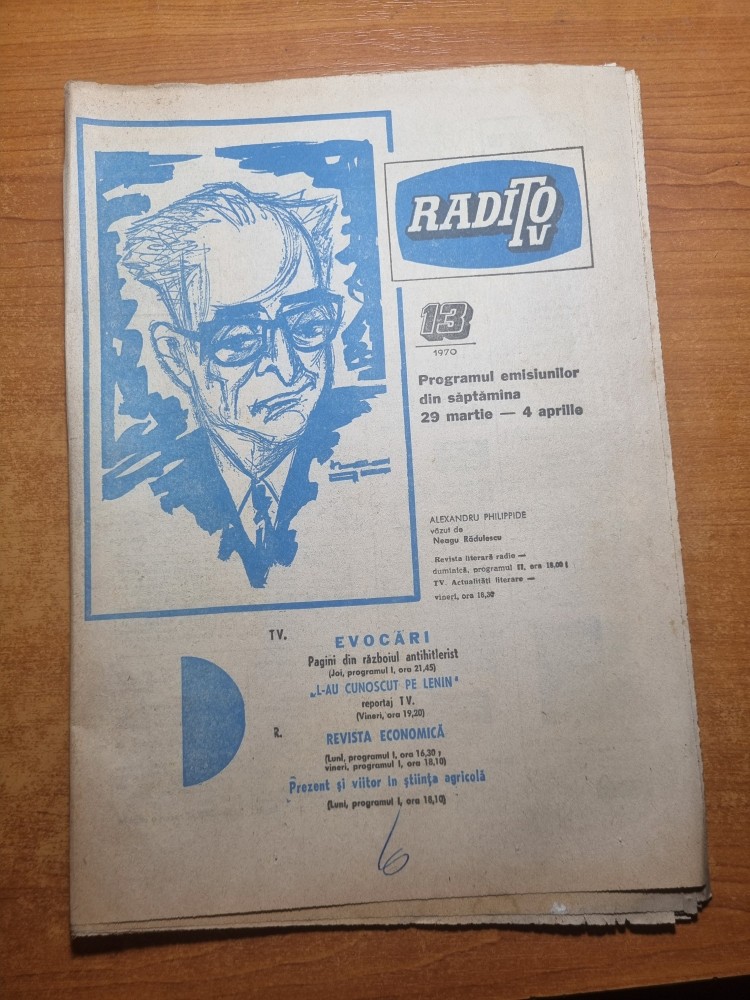 RADIO TV
13
1970
Programul emisiunilor
din săptămîna
29 martie — 4 aprilie
ALEXANDRU PHILIPPIDE
văzut de
Neagu Rădulescu
Revista literară radio —
duminică, programul II, ora 18,00;
TV. Actualități literare —
vineri, ora 18,30
TV. EVOCĂRI
Pagini din războiul antihitlerist
(Joi, programul I, ora 21,45)
„L-AU CUNOSCUT PE LENIN"
reportaj TV.
(Vineri, ora 19,20)
R. REVISTA ECONOMICĂ
(Luni, programul I, ora 16,30;
vineri, programul I, ora 18,10)
Prezent și viitor în știința agricolă
(Luni, programul I, ora 18,10)
6